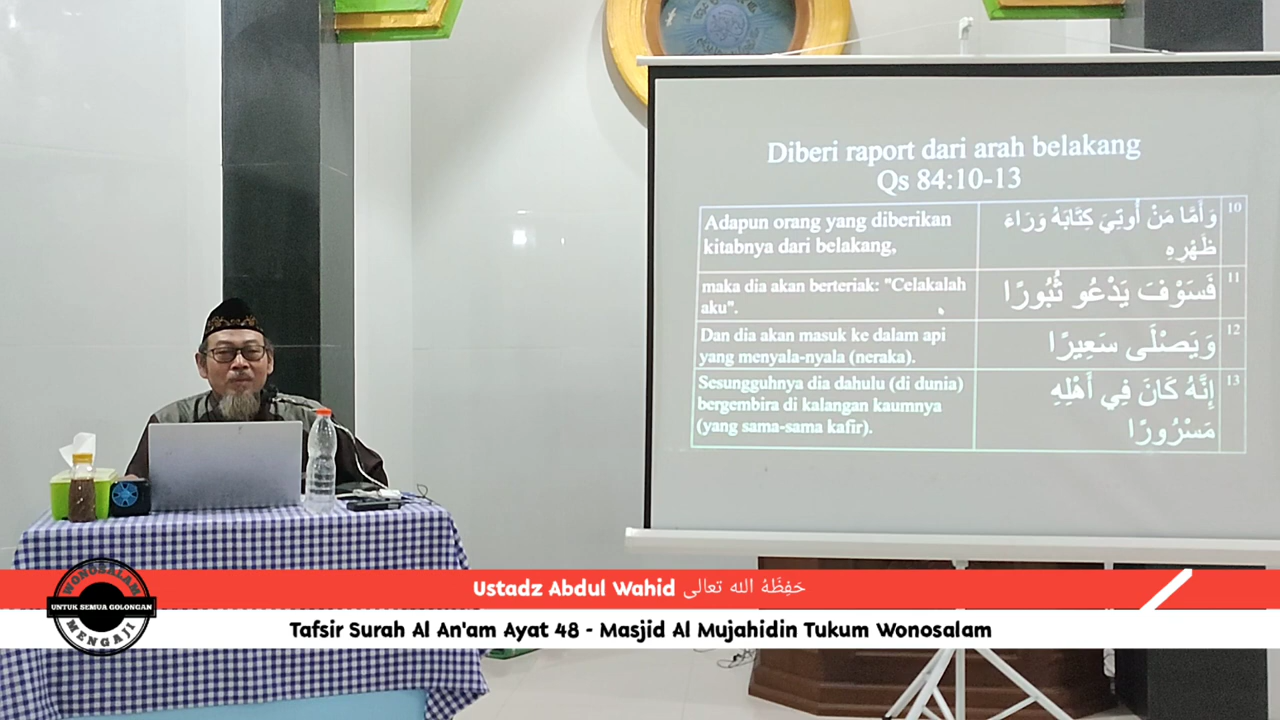 Diberi raport dari arah belakang
Qs 84:10-13
Adapun orang yang diberikan
kitabnya dari belakang,
وَأَمَّا مَنْ أُوتِيَ كِتَابَهُ وَرَاءَ
ظَهْرِهِ
10
maka dia akan berteriak: "Celakalah
aku".
فَسَوْفَ يَدْعُو ثُبُورًا
11
Dan dia akan masuk ke dalam api
yang menyala-nyala (neraka).
وَيَصْلَى سَعِيرًا
12
Sesungguhnya dia dahulu (di dunia)
bergembira di kalangan kaumnya
(yang sama-sama kafir).
إِنَّهُ كَانَ فِي أَهْلِهِ
مَسْرُورًا
13
WONOSALAM
UNTUK SEMUA GOLONGAN
MENGAJI
Ustadz Abdul Wahid حَفِظَهُ الله تعالى
Tafsir Surah Al An'am Ayat 48 - Masjid Al Mujahidin Tukum Wonosalam